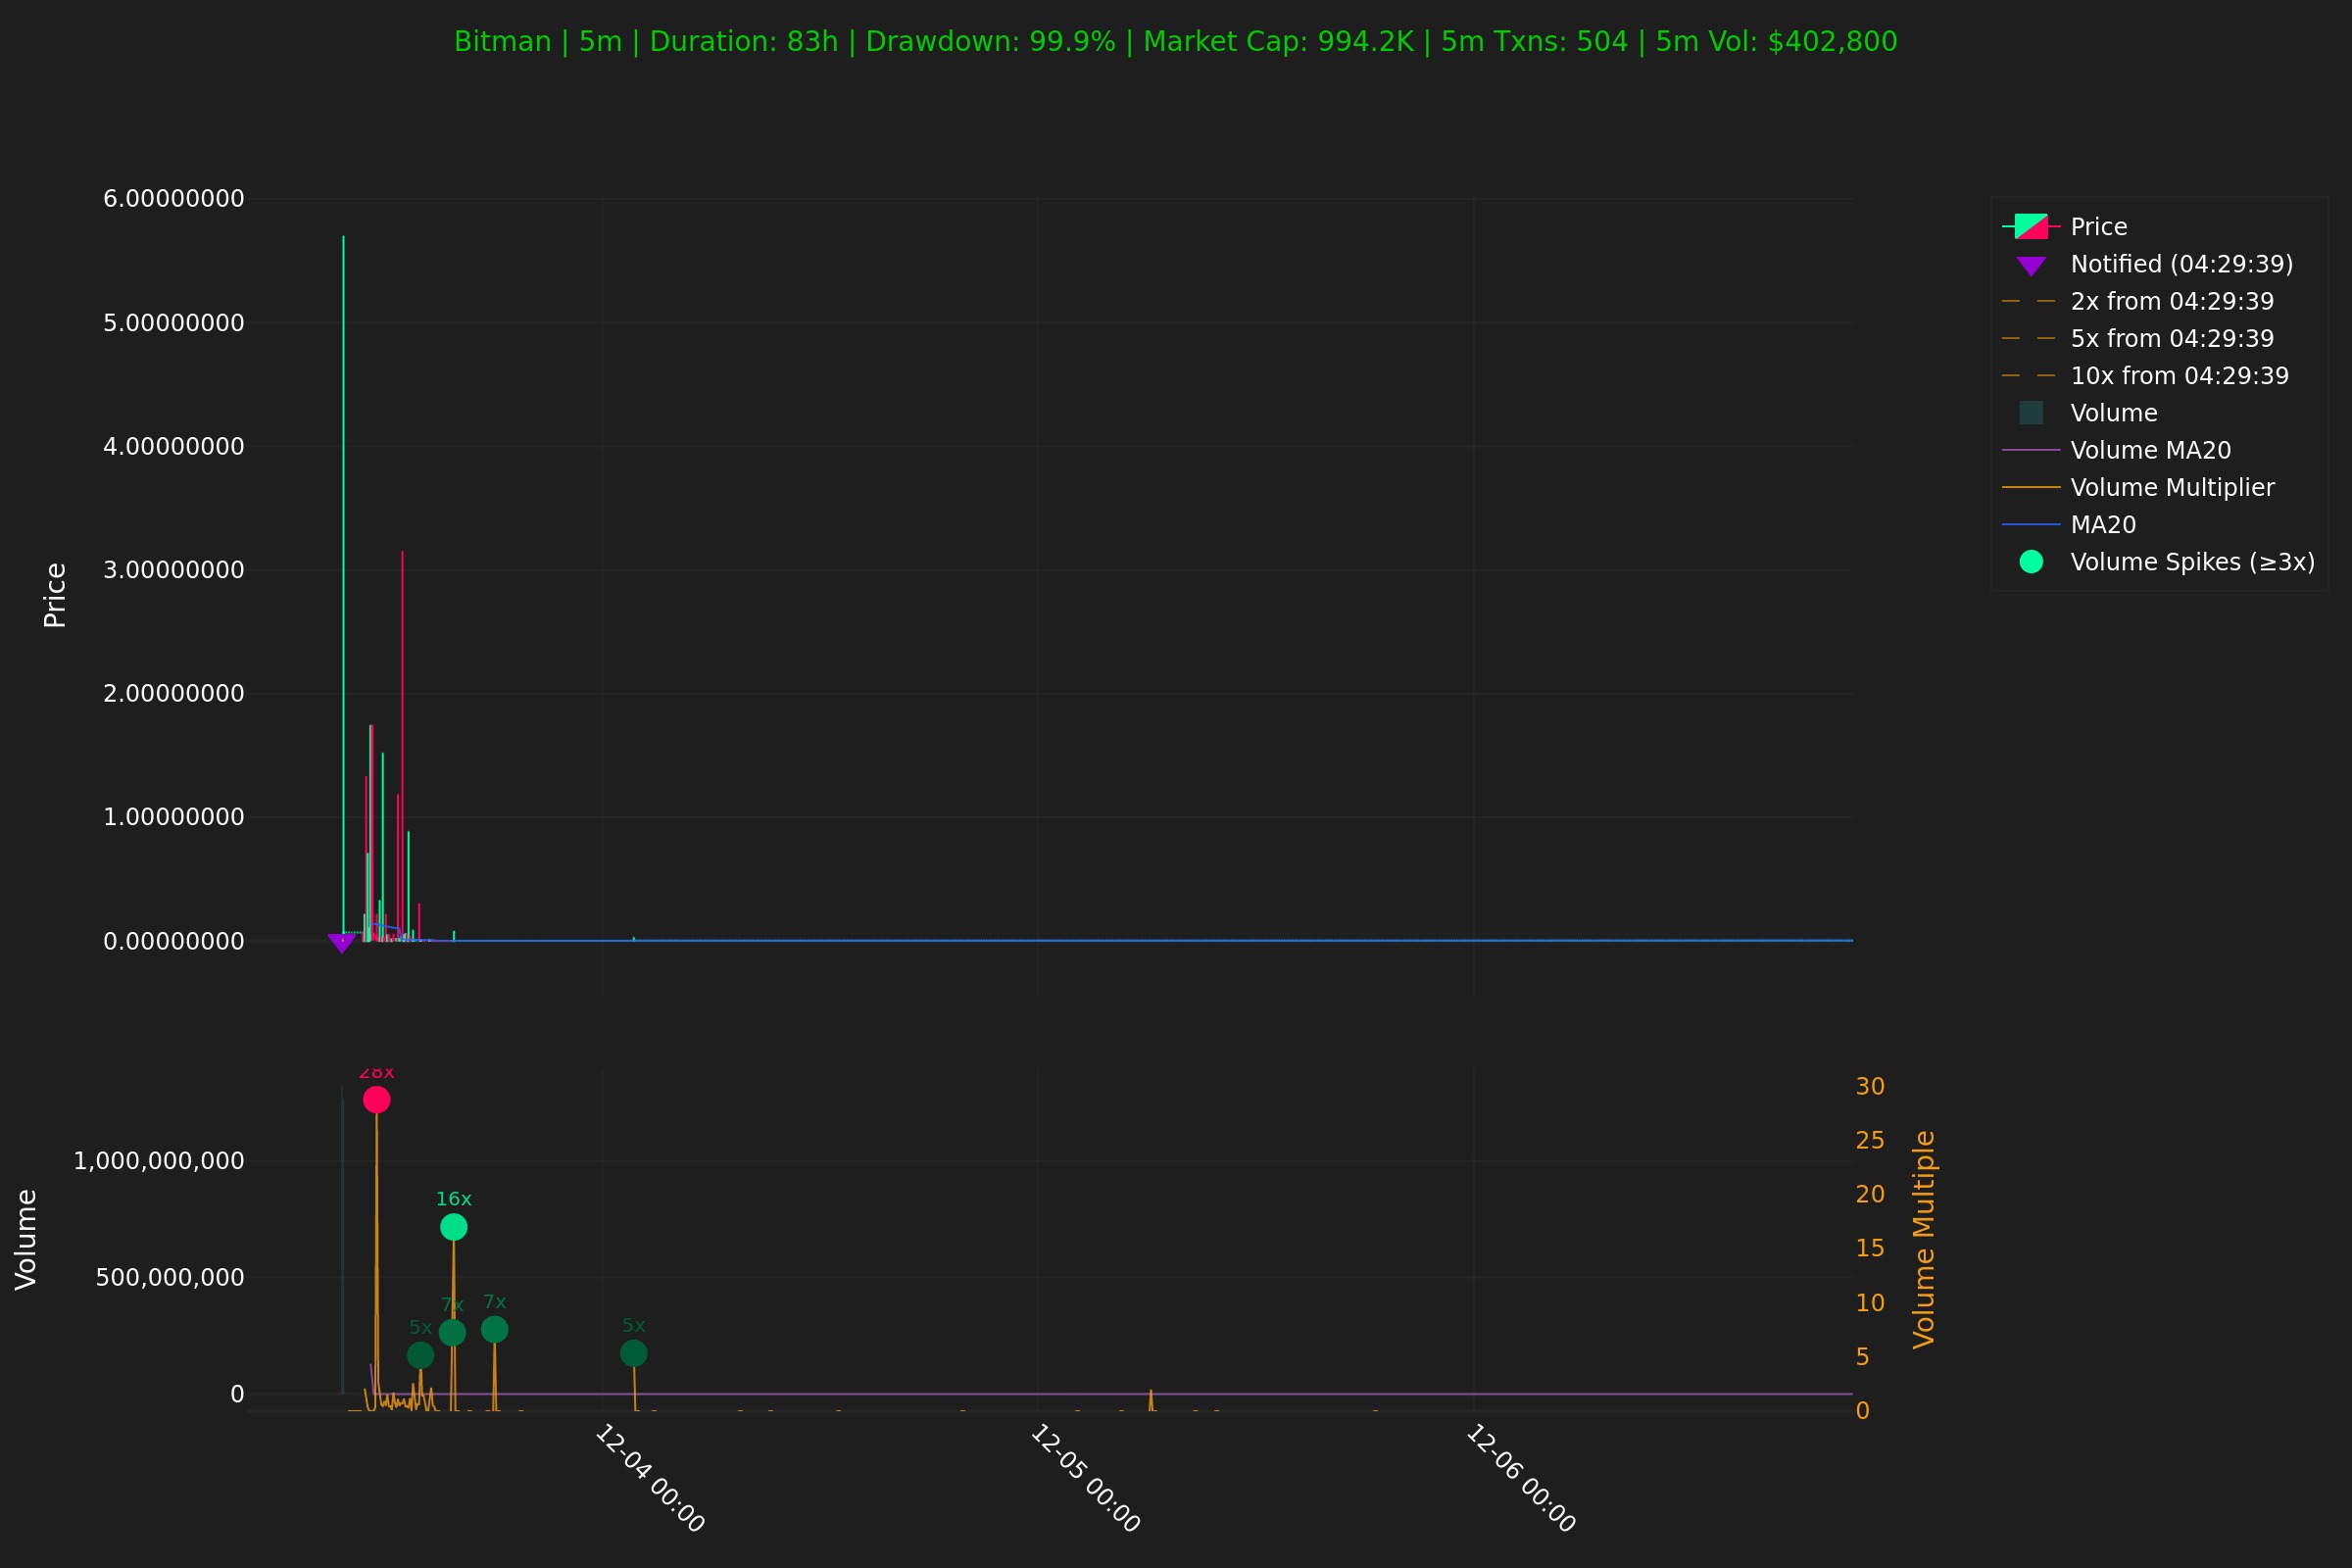 Bitman | 5m | Duration: 83h | Drawdown: 99.9% | Market Cap: 994.2K | 5m Txns: 504 | 5m Vol: $402,800
Price
6.00000000
5.00000000
4.00000000
3.00000000
2.00000000
1.00000000
0.00000000
Price
Notified (04:29:39)
2x from 04:29:39
5x from 04:29:39
10x from 04:29:39
Volume
Volume MA20
Volume Multiplier
MA20
Volume Spikes (≥3x)
Volume
1,000,000,000
500,000,000
0
28x
5x
7x
16x
7x
5x
30
25
20
15
10
5
0
Volume Multiple
12-04 00:00
12-05 00:00
12-06 00:00